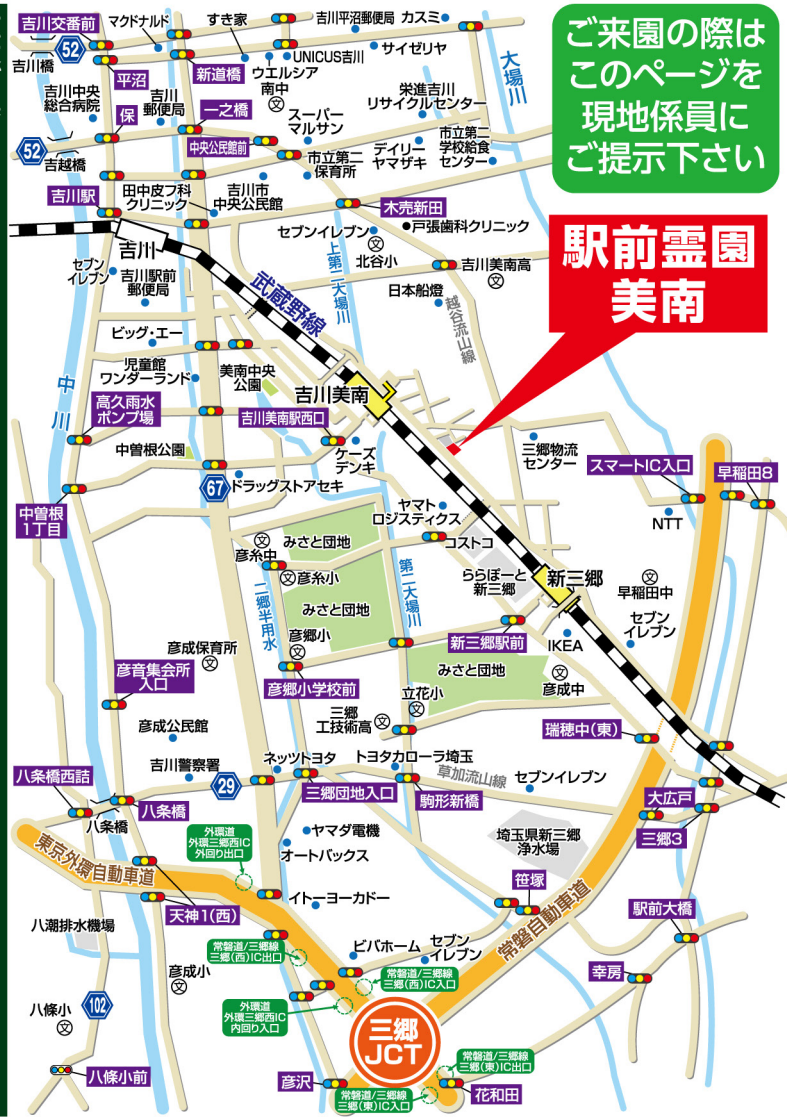 吉川交番前
マクドナルド
すき家
吉川平沼郵便局
カスミ
52
吉川橋
平沼
新道橋
UNICUS吉川
サイゼリヤ
ウエルシア
南中
文
大場川
ご来園の際は
このページを
現地係員に
ご提示下さい
吉川中央
総合病院
吉川
郵便局
保
一之橋
スーパー
マルサン
栄進吉川
リサイクルセンター
52
吉越橋
中央公民館前
市立第二
保育所
デイリー
ヤマザキ
市立第二
学校給食
センター
吉川駅
田中皮フ科
クリニック
吉川市
中央公民館
木売新田
戸張歯科クリニック
吉川
セブンイレブン
文
北谷小
吉川美南高
文
セブン
イレブン
吉川駅前
郵便局
武蔵野線
上第二大場川
日本船燈
越谷流山線
駅前霊園
美南
ビッグ・エー
児童館
ワンダーランド
美南中央
公園
吉川美南
中川
高久雨水
ポンプ場
吉川美南駅西口
中曽根公園
ケーズ
デンキ
三郷物流
センター
スマートIC入口
早稲田8
67
ドラッグストアセキ
中曽根
1丁目
ヤマト
ロジスティクス
NTT
文
彦糸中
みさと団地
コストコ
文
彦糸小
第二大場川
ららぽーと
新三郷
新三郷
文
早稲田中
二郷半用水
みさと団地
セブン
イレブン
彦成保育所
文
彦郷小
文
新三郷駅前
IKEA
彦音集会所
入口
彦郷小学校前
みさと団地
文
彦成中
立花小
文
三郷
工技術高
文
彦成公民館
瑞穂中(東)
吉川警察署
ネッツトヨタ
トヨタカローラ埼玉
草加流山線
セブンイレブン
29
八条橋西詰
八条橋
八条橋
三郷団地入口
駒形新橋
大広戸
三郷3
東京外環自動車道
外環道
外環三郷西IC
外回り出口
ヤマダ電機
オートバックス
埼玉県新三郷
浄水場
イトーヨーカドー
笹塚
常磐自動車道
駅前大橋
天神1(西)
八潮排水機場
常磐道/三郷線
三郷(西)IC出口
ビバホーム
セブン
イレブン
幸房
彦成小
文
常磐道/三郷線
三郷(西)IC入口
102
外環道
外環三郷西IC
内回り入口
八條小
文
三郷
JCT
常磐道/三郷線
三郷(東)IC出口
八條小前
彦沢
常磐道/三郷線
三郷(東)IC入口
花和田